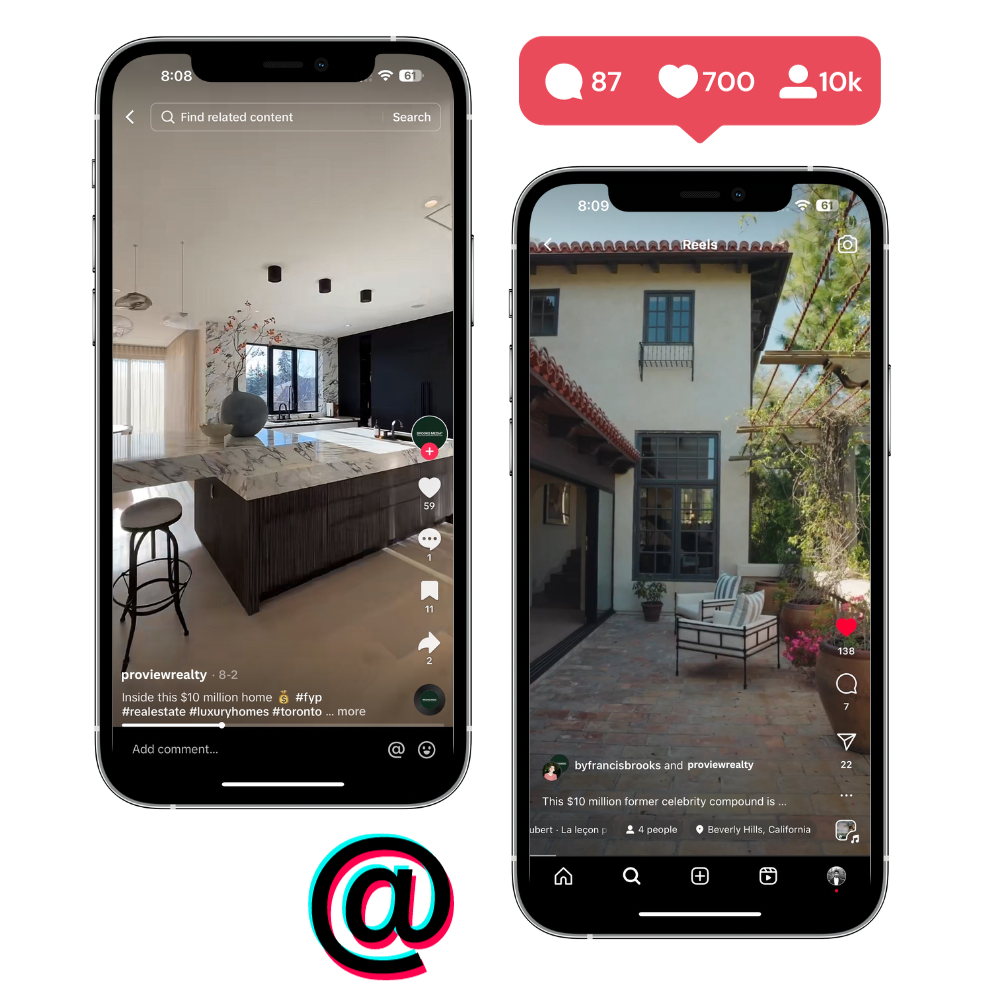 8:08
61
Find related content
Search
59
1
11
2
proviewrealty · 8-2
Inside this $10 million home 💰 #fyp
#realestate #luxuryhomes #toronto ... more
Add comment...
@
87
700
10k
8:09
61
Reels
138
7
22
byfrancisbrooks and proviewrealty
This $10 million former celebrity compound is ...
ubert · La leçon p
4 people
Beverly Hills, California
@